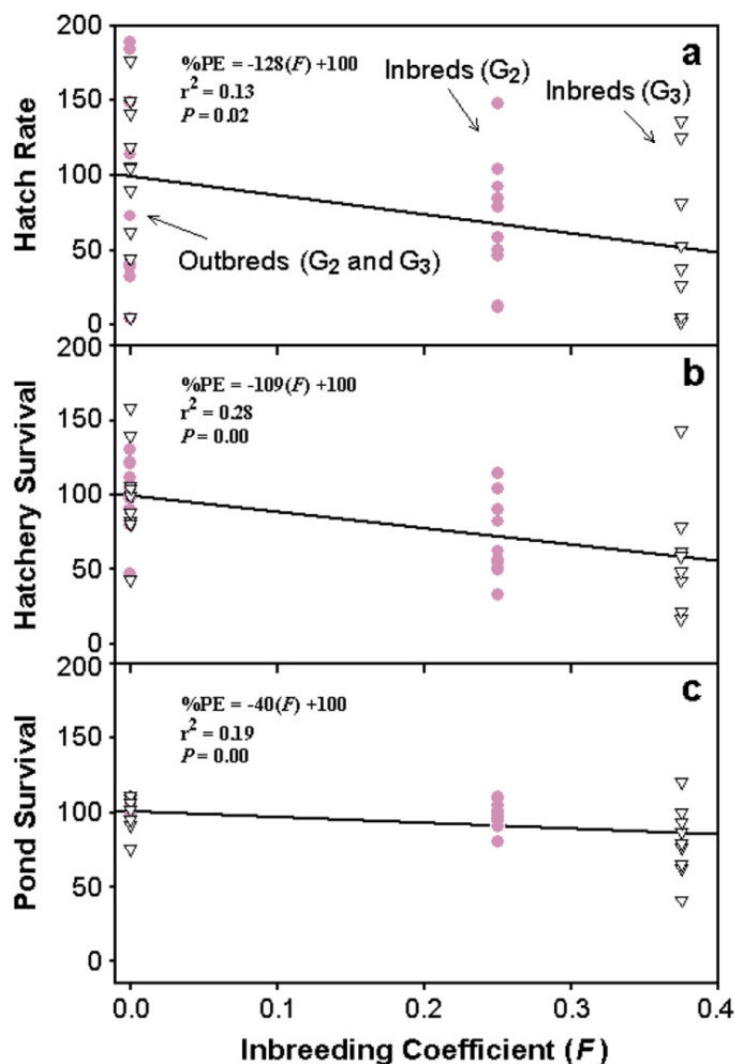 200
a
%PE = -128(F) +100
r² = 0.13
P = 0.02
Inbreds (G₂)
Inbreds (G₃)
150
100
50
0
Outbreds (G₂ and G₃)
Hatch Rate
200
b
%PE = -109(F) +100
r² = 0.28
P = 0.00
150
100
50
0
Hatchery Survival
200
c
%PE = -40(F) +100
r² = 0.19
P = 0.00
150
100
50
0
Pond Survival
0.0 0.1 0.2 0.3 0.4
Inbreeding Coefficient (F)